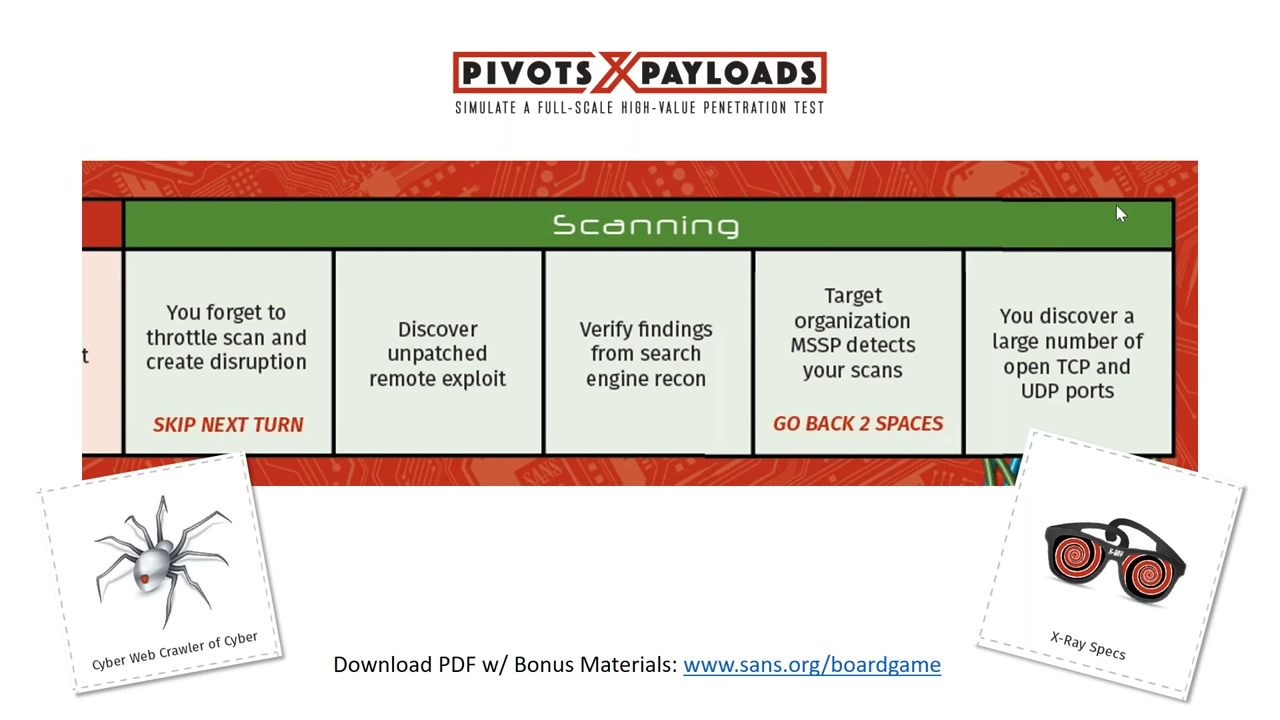 PIVOTS X PAYLOADS
SIMULATE A FULL-SCALE HIGH-VALUE PENETRATION TEST
Scanning
t
You forget to
throttle scan and
create disruption
SKIP NEXT TURN
Discover
unpatched
remote exploit
Verify findings
from search
engine recon
Target
organization
MSSP detects
your scans
GO BACK 2 SPACES
You discover a
large number of
open TCP and
UDP ports
Cyber Web Crawler of Cyber
X-RAY
X-Ray Specs
Download PDF w/ Bonus Materials: www.sans.org/boardgame
SANS
SANS